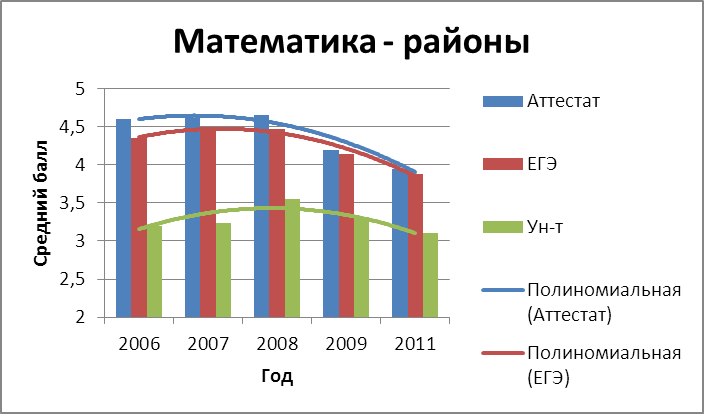 Математика - районы
Средний балл
5
4,5
4
3,5
3
2,5
2
2006 2007 2008 2009 2011
Год
Аттестат
ЕГЭ
Ун-т
Полиномиальная
(Аттестат)
Полиномиальная
(ЕГЭ)